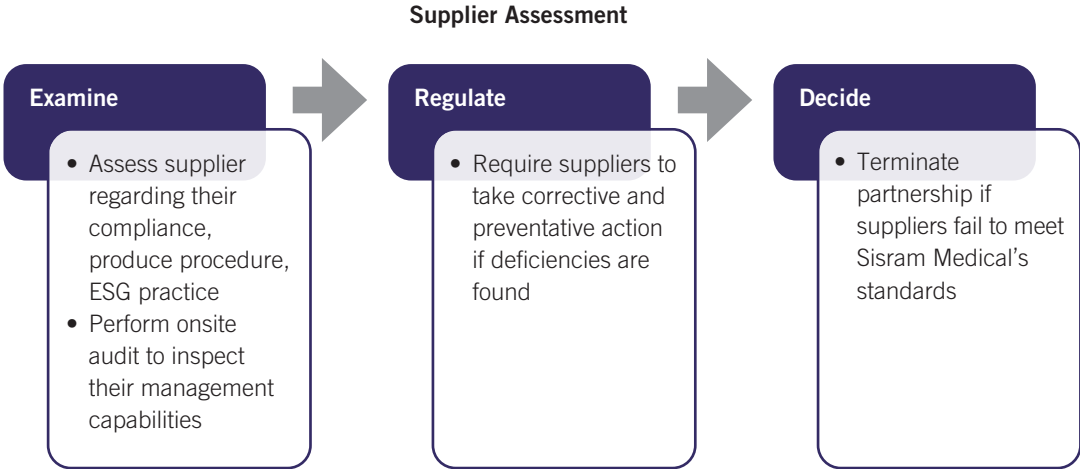 Supplier Assessment
Examine
• Assess supplier
regarding their
compliance,
produce procedure,
ESG practice
• Perform onsite
audit to inspect
their management
capabilities
Regulate
• Require suppliers to
take corrective and
preventative action
if deficiencies are
found
Decide
• Terminate
partnership if
suppliers fail to meet
Sisram Medical’s
standards